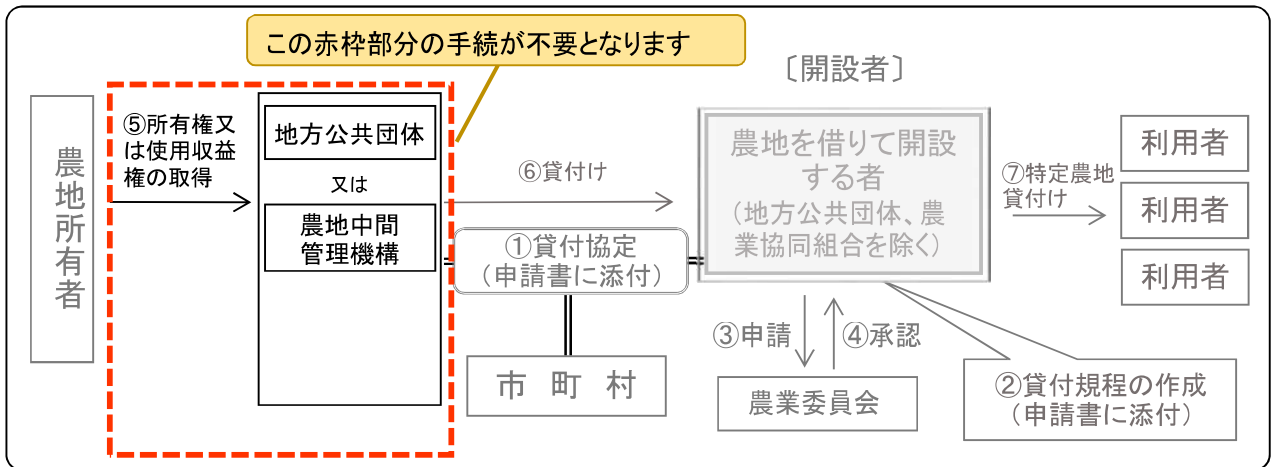 この赤枠部分の手続が不要となります
〔開設者〕
農地所有者
⑤所有権又
は使用収益
権の取得
地方公共団体
又は
農地中間
管理機構
⑥貸付け
①貸付協定
（申請書に添付）
市　町　村
農地を借りて開設
する者
（地方公共団体、農
業協同組合を除く）
③申請
④承認
農業委員会
②貸付規程の作成
（申請書に添付）
⑦特定農地
貸付け
利用者
利用者
利用者